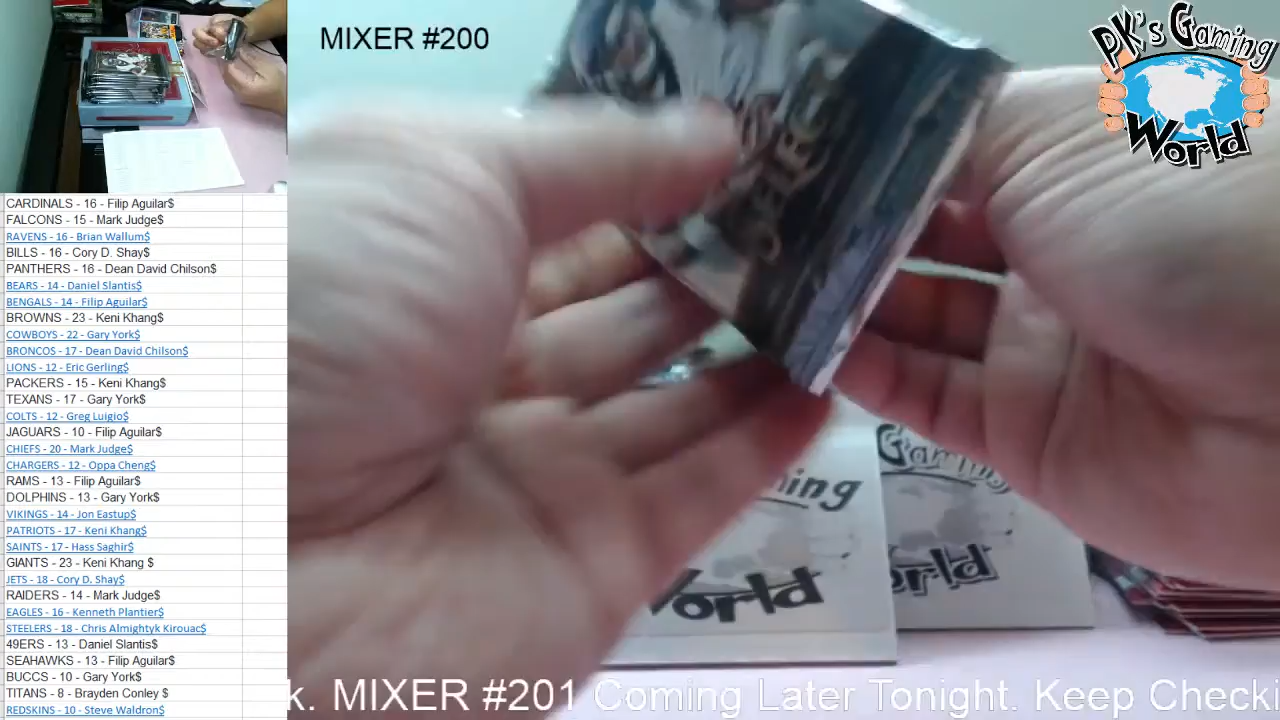 MIXER #200
PK's Gaming
World
CARDINALS - 16 - Filip Aguilar$
FALCONS - 15 - Mark Judge$
RAVENS - 16 - Brian Wallum$
BILLS - 16 - Cory D. Shay$
PANTHERS - 16 - Dean David Chilson$
BEARS - 14 - Daniel Slantis$
BENGALS - 14 - Filip Aguilar$
BROWNS - 23 - Keni Khang$
COWBOYS - 22 - Gary York$
BRONCOS - 17 - Dean David Chilson$
LIONS - 12 - Eric Gerling$
PACKERS - 15 - Keni Khang$
TEXANS - 17 - Gary York$
COLTS - 12 - Greg Luigio$
JAGUARS - 10 - Filip Aguilar$
CHIEFS - 20 - Mark Judge$
CHARGERS - 12 - Oppa Cheng$
RAMS - 13 - Filip Aguilar$
DOLPHINS - 13 - Gary York$
VIKINGS - 14 - Jon Eastup$
PATRIOTS - 17 - Keni Khang$
SAINTS - 17 - Hass Saghir$
GIANTS - 23 - Keni Khang $
JETS - 18 - Cory D. Shay$
RAIDERS - 14 - Mark Judge$
EAGLES - 16 - Kenneth Plantier$
STEELERS - 18 - Chris Almightyk Kirouac$
49ERS - 13 - Daniel Slantis$
SEAHAWKS - 13 - Filip Aguilar$
BUCCS - 10 - Gary York$
TITANS - 8 - Brayden Conley $
REDSKINS - 10 - Steve Waldron$
k. MIXER #201 Coming Later Tonight. Keep Checki